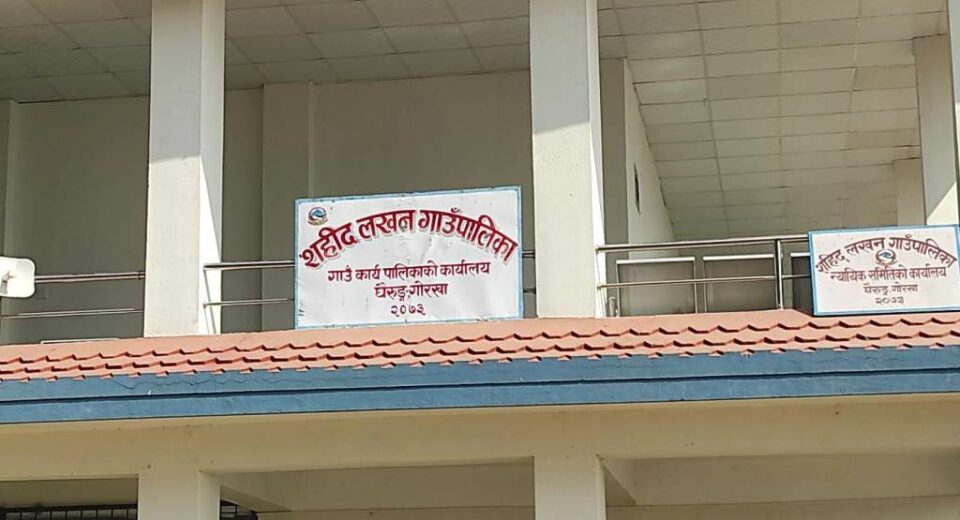 शहीद लखन गाउँपालिका
गाउँ कार्य पालिकाको कार्यालय
घैरुङ्ग, गोरखा
२०७३
शहिद लखन गाउँपालिका
न्यायिक समितिको कार्यालय
घैरुङ्ग, गोरखा
२०७३